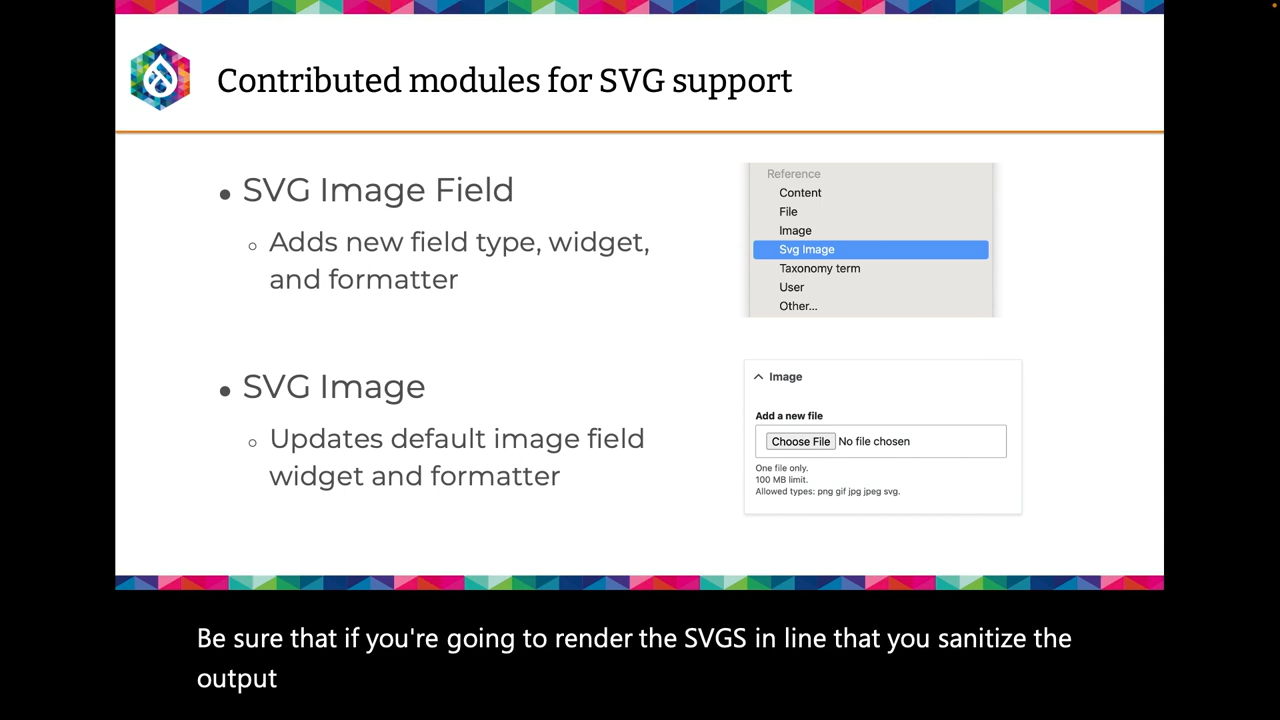 Contributed modules for SVG support
• SVG Image Field
○ Adds new field type, widget,
and formatter
Reference
Content
File
Image
Svg Image
Taxonomy term
User
Other...
• SVG Image
○ Updates default image field
widget and formatter
Image
Add a new file
Choose File No file chosen
One file only.
100 MB limit.
Allowed types: png gif jpg jpeg svg.
Be sure that if you're going to render the SVGS in line that you sanitize the
output